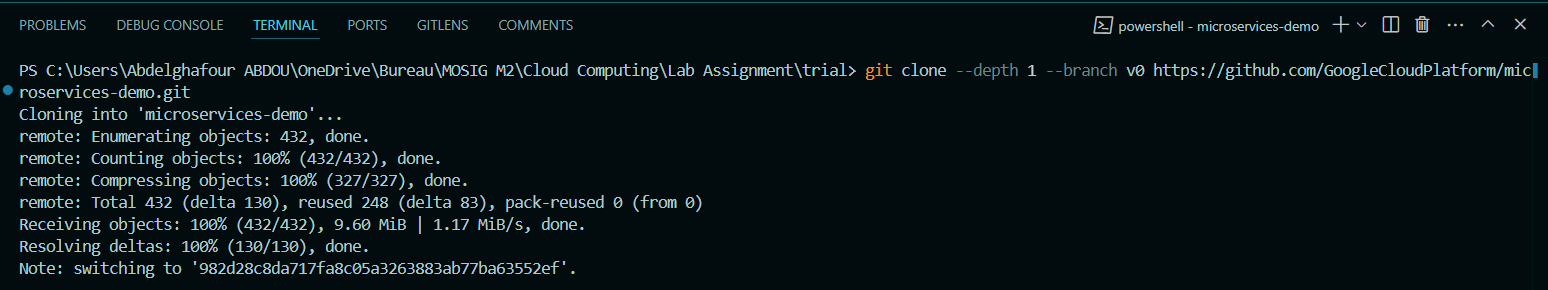 PROBLEMS DEBUG CONSOLE TERMINAL PORTS GITLENS COMMENTS powershell - microservices-demo
PS C:\Users\Abdelghafour ABDOU\OneDrive\Bureau\MOSIG M2\Cloud Computing\Lab Assignment\trial> git clone --depth 1 --branch v0 https://github.com/GoogleCloudPlatform/mic
roservices-demo.git
Cloning into 'microservices-demo'...
remote: Enumerating objects: 432, done.
remote: Counting objects: 100% (432/432), done.
remote: Compressing objects: 100% (327/327), done.
remote: Total 432 (delta 130), reused 248 (delta 83), pack-reused 0 (from 0)
Receiving objects: 100% (432/432), 9.60 MiB | 1.17 MiB/s, done.
Resolving deltas: 100% (130/130), done.
Note: switching to '982d28c8da717fa8c05a3263883ab77ba63552ef'.